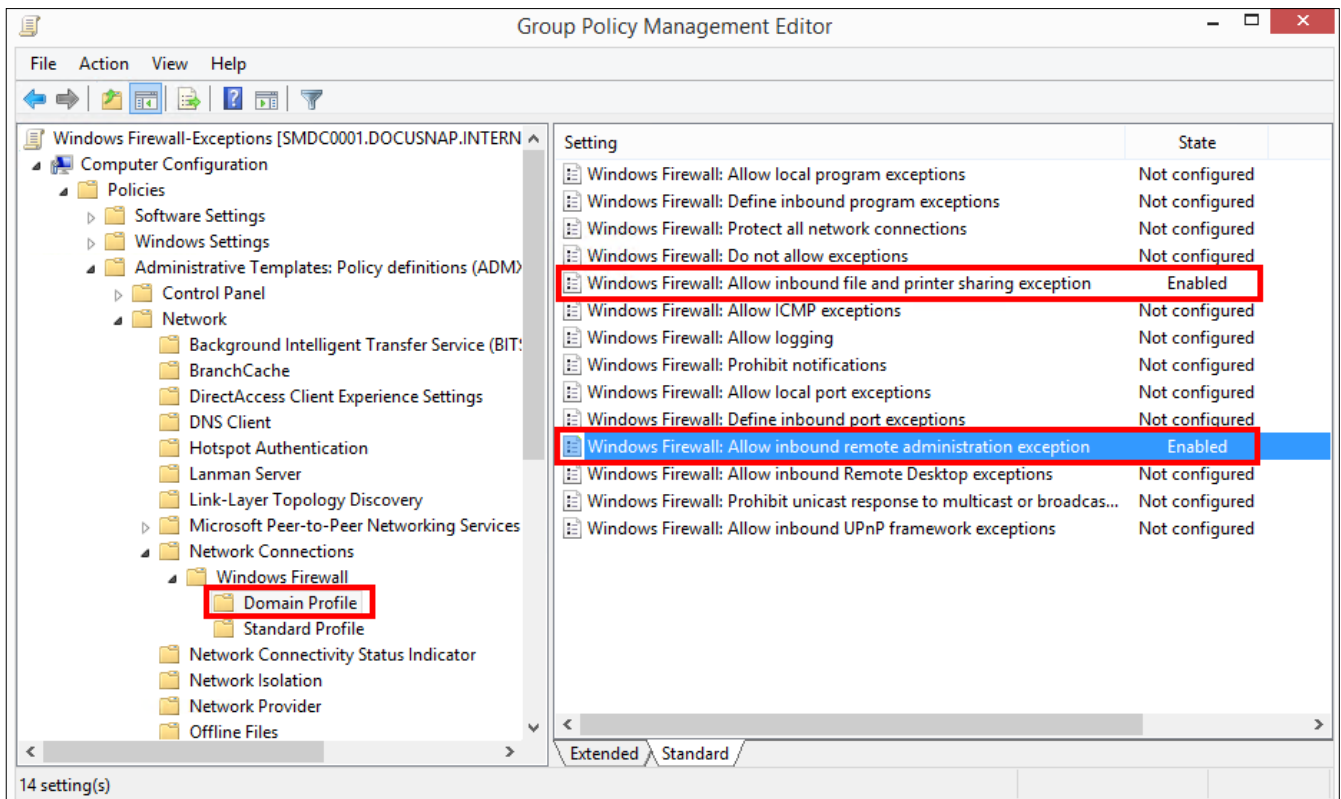 Group Policy Management Editor
File Action View Help
Windows Firewall-Exceptions [SMDC0001.DOCUSNAP.INTERN
Computer Configuration
Policies
Software Settings
Windows Settings
Administrative Templates: Policy definitions (ADMX
Control Panel
Network
Background Intelligent Transfer Service (BITS
BranchCache
DirectAccess Client Experience Settings
DNS Client
Hotspot Authentication
Lanman Server
Link-Layer Topology Discovery
Microsoft Peer-to-Peer Networking Services
Network Connections
Windows Firewall
Domain Profile
Standard Profile
Network Connectivity Status Indicator
Network Isolation
Network Provider
Offline Files
Setting State
Windows Firewall: Allow local program exceptions Not configured
Windows Firewall: Define inbound program exceptions Not configured
Windows Firewall: Protect all network connections Not configured
Windows Firewall: Do not allow exceptions Not configured
Windows Firewall: Allow inbound file and printer sharing exception Enabled
Windows Firewall: Allow ICMP exceptions Not configured
Windows Firewall: Allow logging Not configured
Windows Firewall: Prohibit notifications Not configured
Windows Firewall: Allow local port exceptions Not configured
Windows Firewall: Define inbound port exceptions Not configured
Windows Firewall: Allow inbound remote administration exception Enabled
Windows Firewall: Allow inbound Remote Desktop exceptions Not configured
Windows Firewall: Prohibit unicast response to multicast or broadcas... Not configured
Windows Firewall: Allow inbound UPnP framework exceptions Not configured
Extended Standard
14 setting(s)